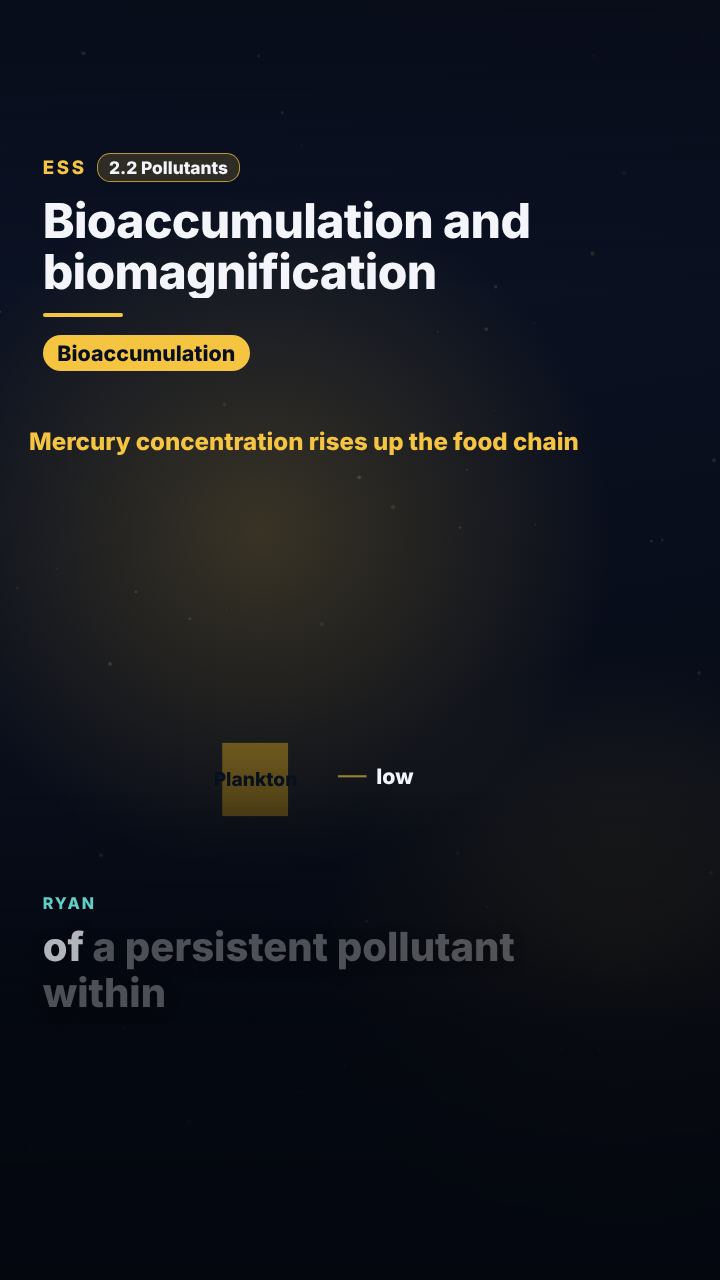 ESS 2.2 Pollutants
Bioaccumulation and
biomagnification
Bioaccumulation
Mercury concentration rises up the food chain
Plankton low
RYAN
of a persistent pollutant
within